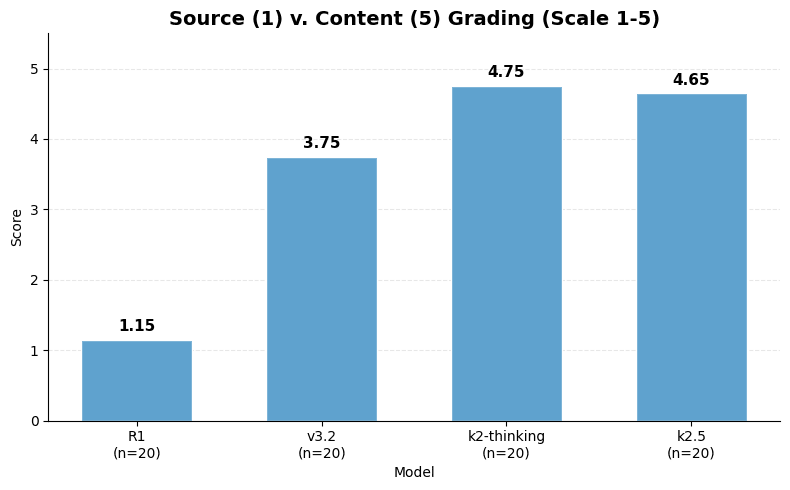 Source (1) v. Content (5) Grading (Scale 1-5)
5
4
3
2
1
0
Score
1.15
3.75
4.75
4.65
R1
(n=20)
v3.2
(n=20)
k2-thinking
(n=20)
k2.5
(n=20)
Model